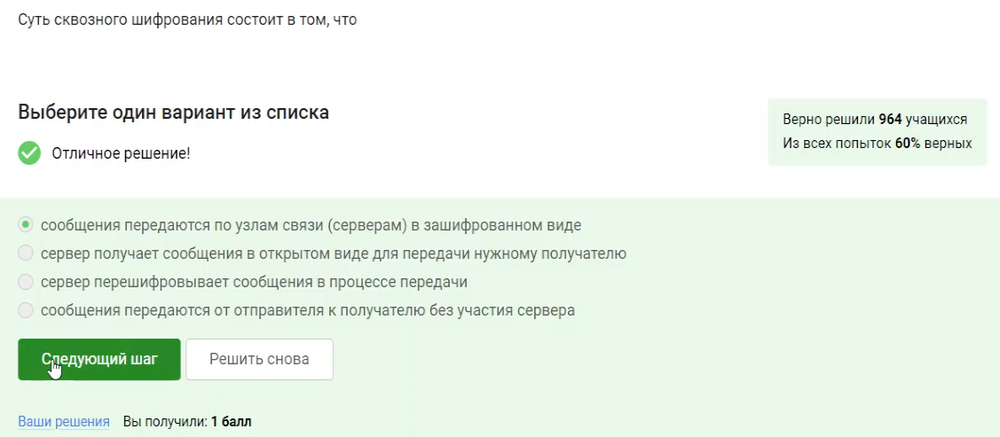 Суть сквозного шифрования состоит в том, что
Выберите один вариант из списка
Отличное решение!
Верно решили 964 учащихся
Из всех попыток 60% верных
сообщения передаются по узлам связи (серверам) в зашифрованном виде
сервер получает сообщения в открытом виде для передачи нужному получателю
сервер перешифровывает сообщения в процессе передачи
сообщения передаются от отправителя к получателю без участия сервера
Следующий шаг
Решить снова
Ваши решения Вы получили: 1 балл